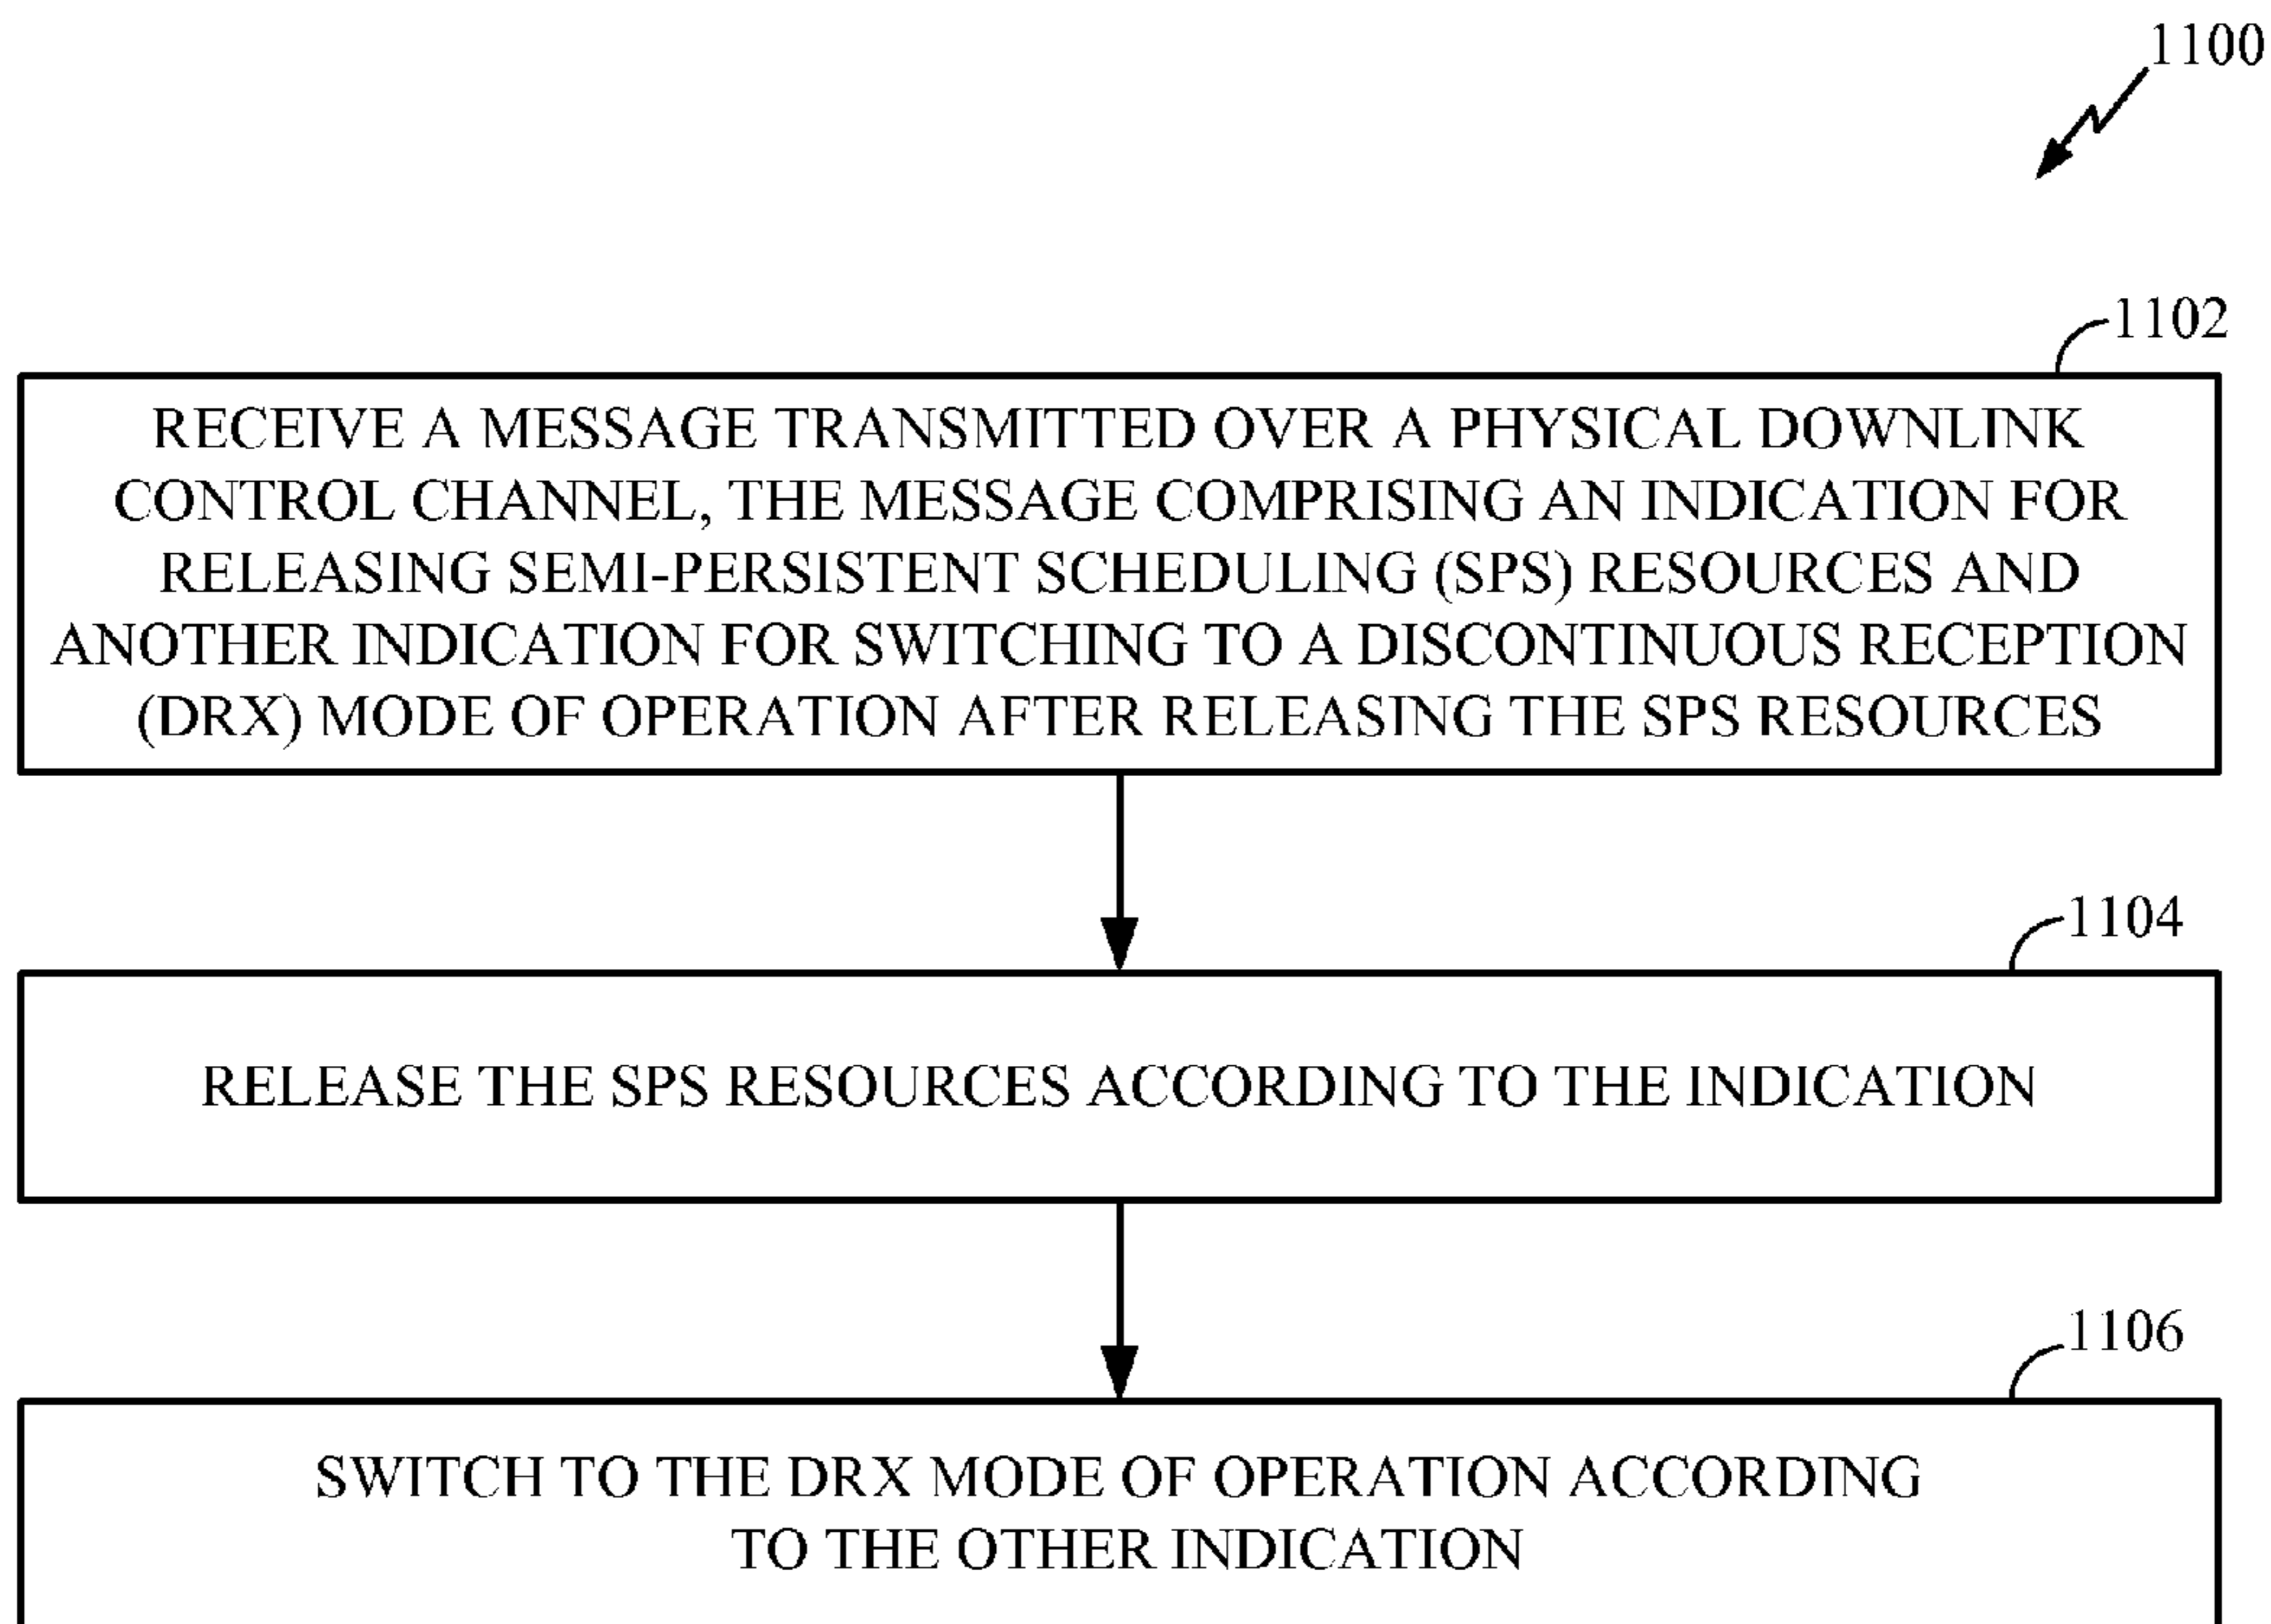 1100
1102
RECEIVE A MESSAGE TRANSMITTED OVER A PHYSICAL DOWNLINK
CONTROL CHANNEL, THE MESSAGE COMPRISING AN INDICATION FOR
RELEASING SEMI-PERSISTENT SCHEDULING (SPS) RESOURCES AND
ANOTHER INDICATION FOR SWITCHING TO A DISCONTINUOUS RECEPTION
(DRX) MODE OF OPERATION AFTER RELEASING THE SPS RESOURCES
1104
RELEASE THE SPS RESOURCES ACCORDING TO THE INDICATION
1106
SWITCH TO THE DRX MODE OF OPERATION ACCORDING
TO THE OTHER INDICATION